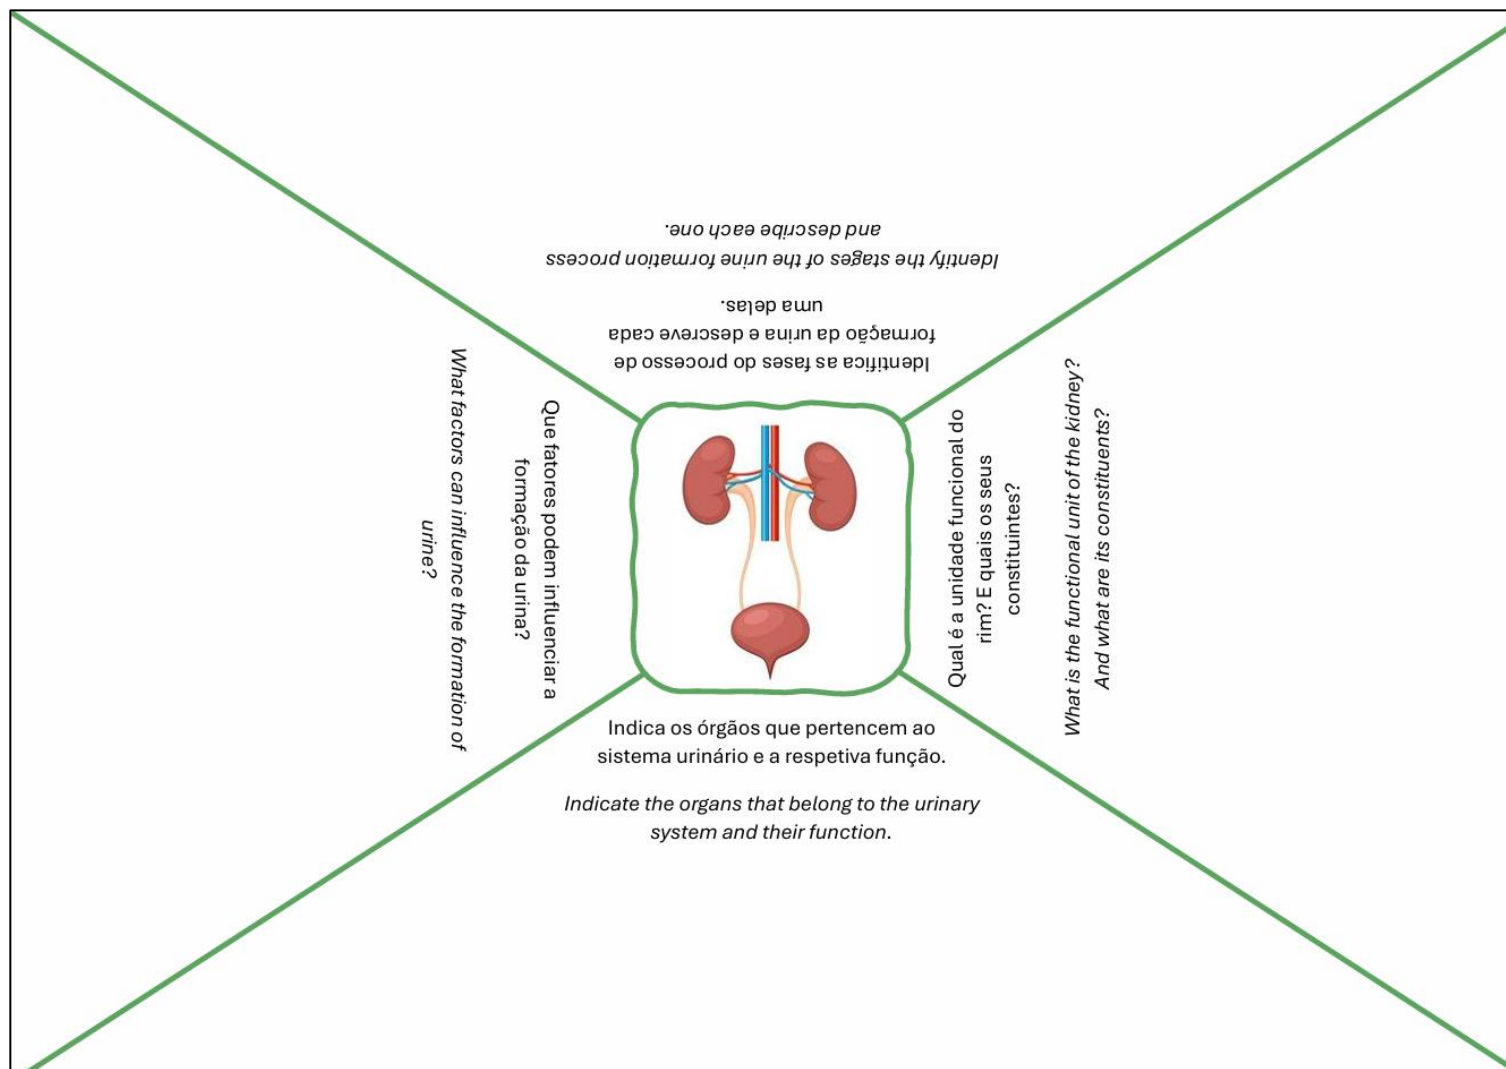 Identifica as fases do processo de
formação da urina e descreve cada
uma delas.
Identify the stages of the urine formation process
and describe each one.
Que fatores podem influenciar a
formação da urina?
What factors can influence the formation of
urine?
Qual é a unidade funcional do
rim? E quais os seus
constituintes?
What is the functional unit of the kidney?
And what are its constituents?
Indica os órgãos que pertencem ao
sistema urinário e a respetiva função.
Indicate the organs that belong to the urinary
system and their function.